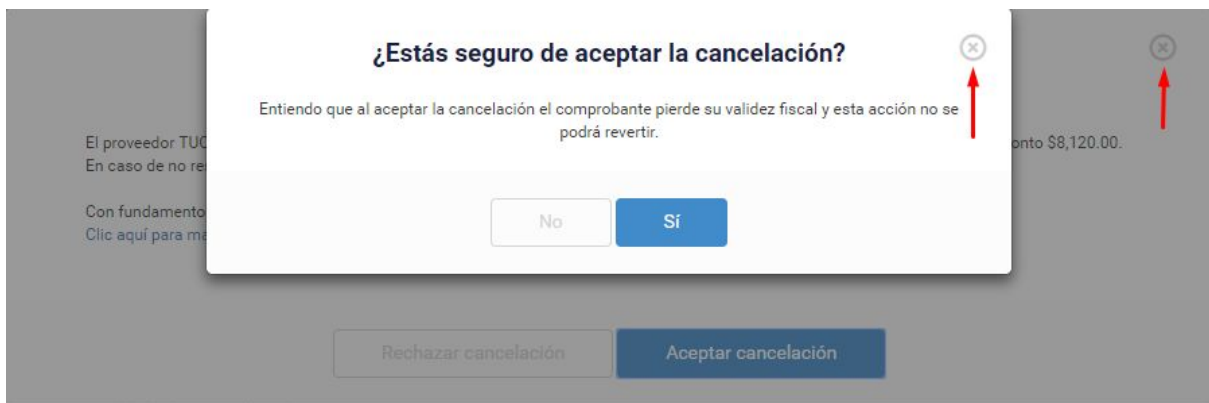 ¿Estás seguro de aceptar la cancelación?
Entiendo que al aceptar la cancelación el comprobante pierde su validez fiscal y esta acción no se
podrá revertir.
El proveedor TUC
onto $8,120.00.
En caso de no re
Con fundamento
Clic aquí para ma
No
Sí
Rechazar cancelación
Aceptar cancelación